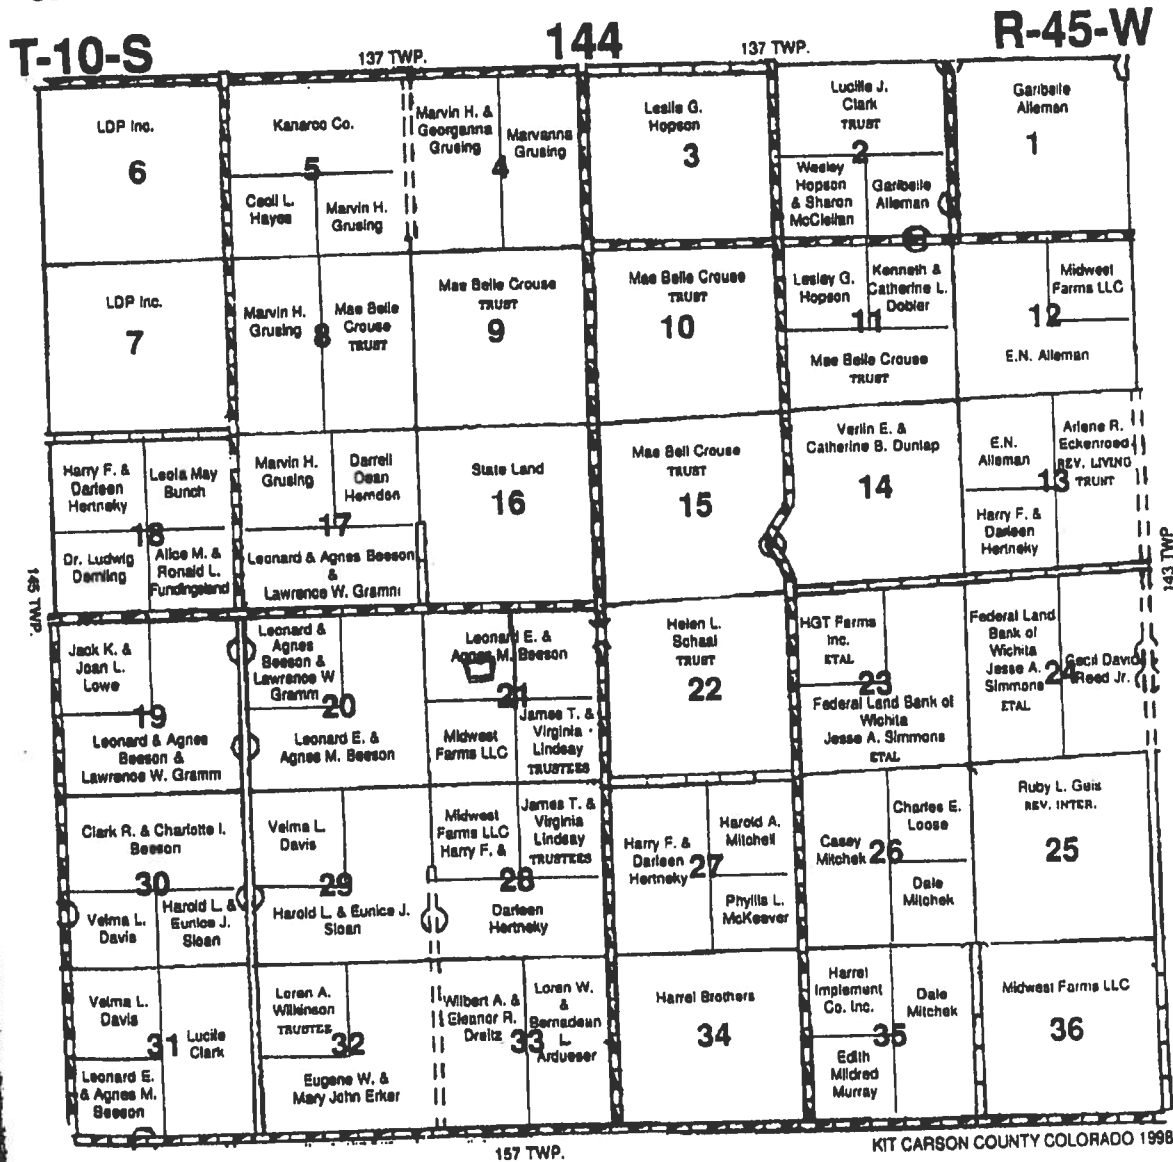 T-10-S
144
R-45-W
137 TWP.
137 TWP.
LDP Inc.
6
Kanarco Co.
5
Cecil L.
Hayes
Marvin H.
Grusing
Marvin H. &
Georganna
Grusing
Marvanna
Grusing
4
Leslie G.
Hopson
3
Lucille J.
Clark
TRUST
2
Wesley
Hopson
& Sharon
McClellan
Garibelle
Alleman
Garibelle
Alleman
1
LDP Inc.
7
Marvin H.
Grusing
8
Mae Belle
Crouse
TRUST
Mae Belle Crouse
TRUST
9
Mae Belle Crouse
TRUST
10
Lesley G.
Hopson
Kenneth &
Catherine L.
Dobler
11
Mae Belle Crouse
TRUST
Midwest
Farms LLC
12
E.N. Alleman
Harry F. &
Darleen
Hertneky
Leola May
Bunch
18
Dr. Ludwig
Demling
Alice M. &
Ronald L.
Fundingsland
Marvin H.
Grusing
Darrell
Dean
Herndon
17
Leonard & Agnes Beeson
&
Lawrence W. Gramm
State Land
16
Mae Bell Crouse
TRUST
15
Verlin E. &
Catherine B. Dunlap
14
E.N.
Alleman
Arlene R.
Eckenroed
REV. LIVING
TRUST
13
Harry F. &
Darleen
Hertneky
145 TWP.
143 TWP.
Jack K. &
Joan L.
Lowe
19
Leonard & Agnes
Beeson &
Lawrence W. Gramm
Leonard &
Agnes
Beeson &
Lawrence W
Gramm
20
Leonard E. &
Agnes M. Beeson
Leonard E. &
Agnes M. Beeson
21
Midwest
Farms LLC
James T. &
Virginia
Lindsay
TRUSTEES
Helen L.
Schaal
TRUST
22
HGT Farms
Inc.
ETAL
23
Federal Land Bank of
Wichita
Jesse A. Simmons
ETAL
Federal Land
Bank of
Wichita
Jesse A.
Simmons
ETAL
24
Cecil David
Reed Jr.
Clark R. & Charlotte I.
Beeson
30
Velma L.
Davis
Harold L. &
Eunice J.
Sloan
Velma L.
Davis
29
Harold L. & Eunice J.
Sloan
Midwest
Farms LLC
Harry F. &
James T. &
Virginia
Lindsay
TRUSTEES
28
Darleen
Hertneky
Harry F. &
Darleen
Hertneky
27
Harold A.
Mitchell
Phyllis L.
McKeever
Casey
Mitchek
26
Charles E.
Loose
Dale
Mitchek
Ruby L. Geis
REV. INTER.
25
Velma L.
Davis
31
Lucile
Clark
Leonard E.
& Agnes M.
Beeson
Loren A.
Wilkinson
TRUSTEE
32
Eugene W. &
Mary John Erker
Wilbert A. &
Eleanor R.
Dreitz
33
Loren W.
&
Bernadean
L.
Ardueser
Harrel Brothers
34
Harrel
Implement
Co. Inc.
Dale
Mitchek
35
Edith
Mildred
Murray
Midwest Farms LLC
36
157 TWP.
KIT CARSON COUNTY COLORADO 1998